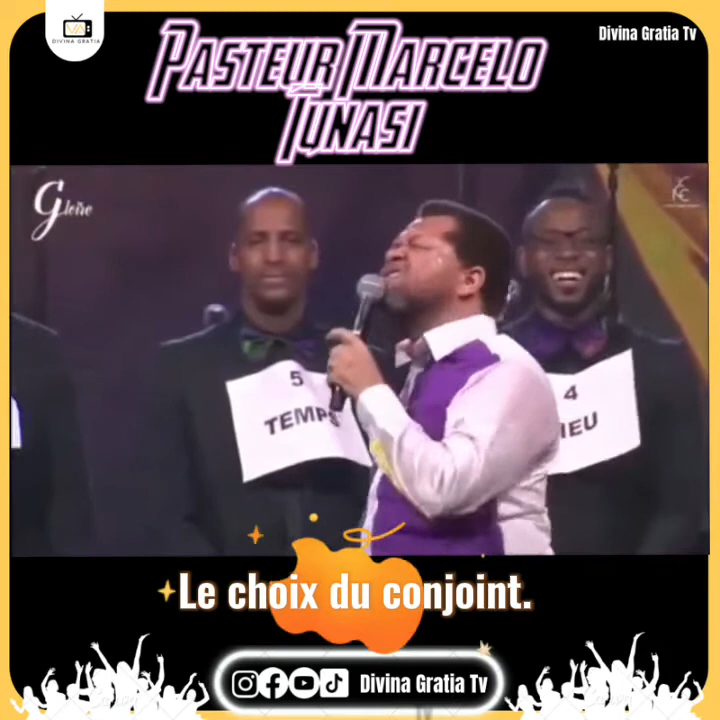 DIVINA GRATIA
Divina Gratia Tv
PASTEUR MARCELO
TUNASI
Gloire
5
TEMPS
4
IEU
Le choix du conjoint.
Divina Gratia Tv